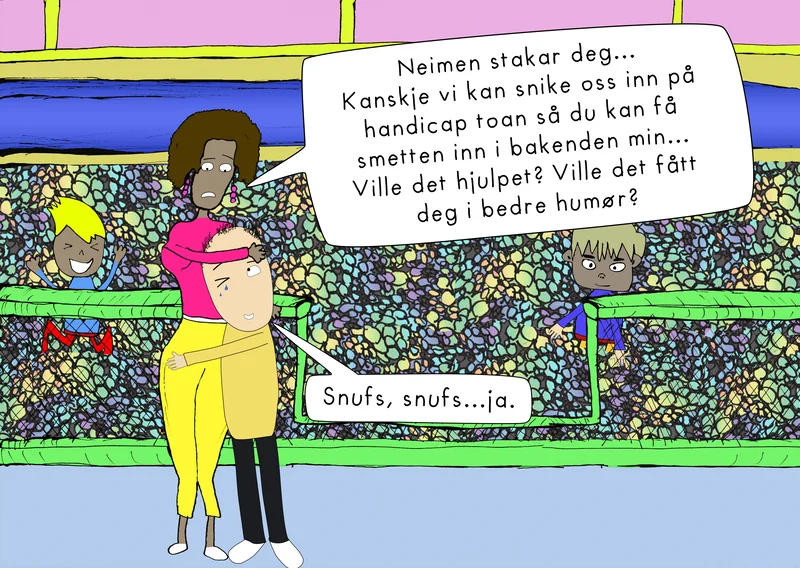 Neimen stakar deg...
Kanskje vi kan snike oss inn på
handicap toan så du kan få
smetten inn i bakenden min...
Ville det hjulpet? Ville det fått
deg i bedre humør?
Snufs, snufs...ja.